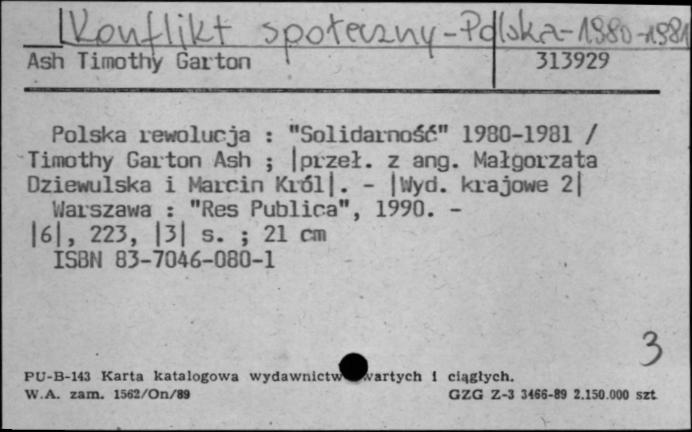 Konflikt społeczny - Polska - 1980-1981
Ash Timothy Garton 313929
Polska rewolucja : "Solidarność" 1980-1981 /
Timothy Garton Ash ; |przeł. z ang. Małgorzata
Dziewulska i Marcin Król|. - |Wyd. krajowe 2|
Warszawa : "Res Publica", 1990. -
|6|, 223, |3| s. ; 21 cm
ISBN 83-7046-080-1
3
PU-B-143 Karta katalogowa wydawnictw wartych i ciągłych.
W.A. zam. 1562/On/89 GZG Z-3 3466-89 2.150.000 szt.